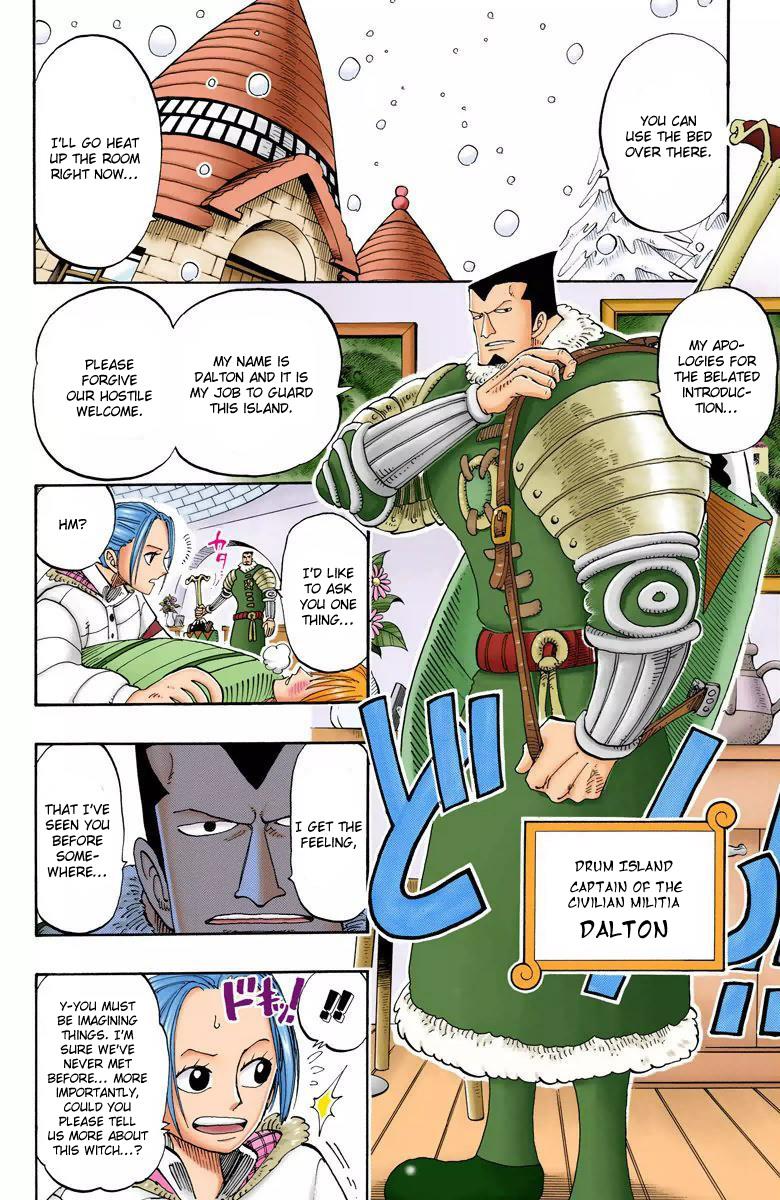 YOU CAN
USE THE BED
OVER THERE.
I'LL GO HEAT
UP THE ROOM
RIGHT NOW...
MY APO-
LOGIES FOR
THE BELATED
INTRODUC-
TION...
MY NAME IS
DALTON AND IT IS
MY JOB TO GUARD
THIS ISLAND.
PLEASE
FORGIVE
OUR HOSTILE
WELCOME.
ど
DRUM ISLAND
CAPTAIN OF THE
CIVILIAN MILITIA
DALTON
HM?
ガタ
I'D LIKE TO
ASK YOU
ONE
THING...
I GET THE
FEELING,
THAT I'VE
SEEN YOU
BEFORE
SOME-
WHERE...
!!
ドキッ!
Y-YOU MUST
BE IMAGINING
THINGS. I'M
SURE WE'VE
NEVER MET
BEFORE... MORE
IMPORTANTLY,
COULD YOU
PLEASE TELL
US MORE ABOUT
THIS WITCH...?